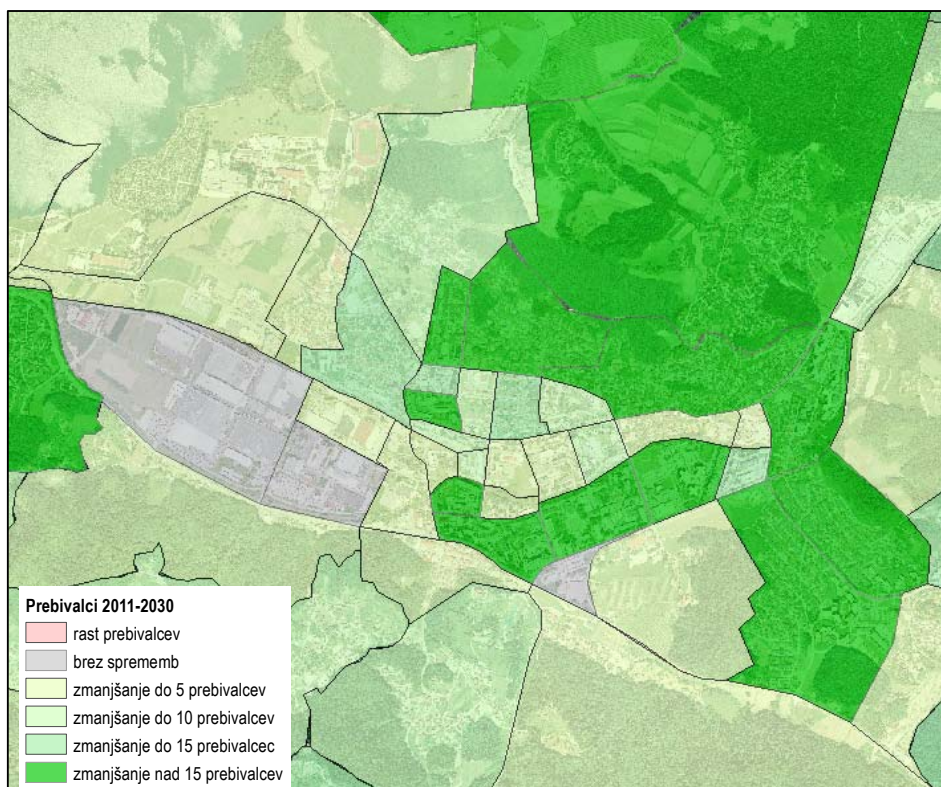 Prebivalci 2011-2030
rast prebivalcev
brez sprememb
zmanjšanje do 5 prebivalcev
zmanjšanje do 10 prebivalcev
zmanjšanje do 15 prebivalcec
zmanjšanje nad 15 prebivalcev